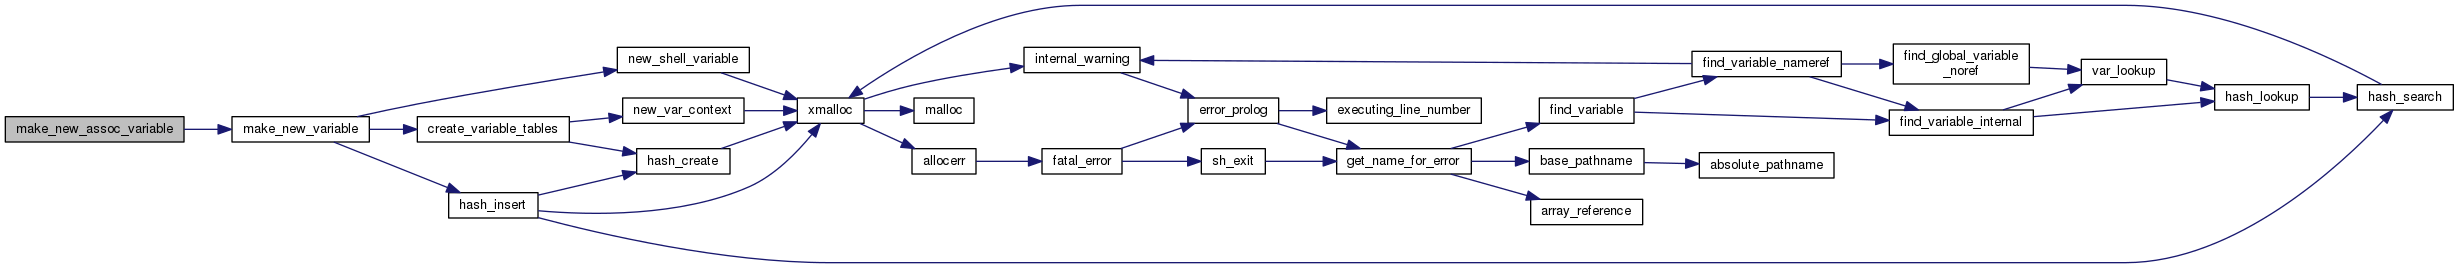 make_new_assoc_variable
make_new_variable
new_shell_variable
create_variable_tables
new_var_context
hash_create
hash_insert
xmalloc
internal_warning
malloc
allocerr
fatal_error
error_prolog
sh_exit
executing_line_number
get_name_for_error
find_variable
base_pathname
array_reference
find_variable_nameref
absolute_pathname
find_global_variable
_noref
find_variable_internal
var_lookup
hash_lookup
hash_search